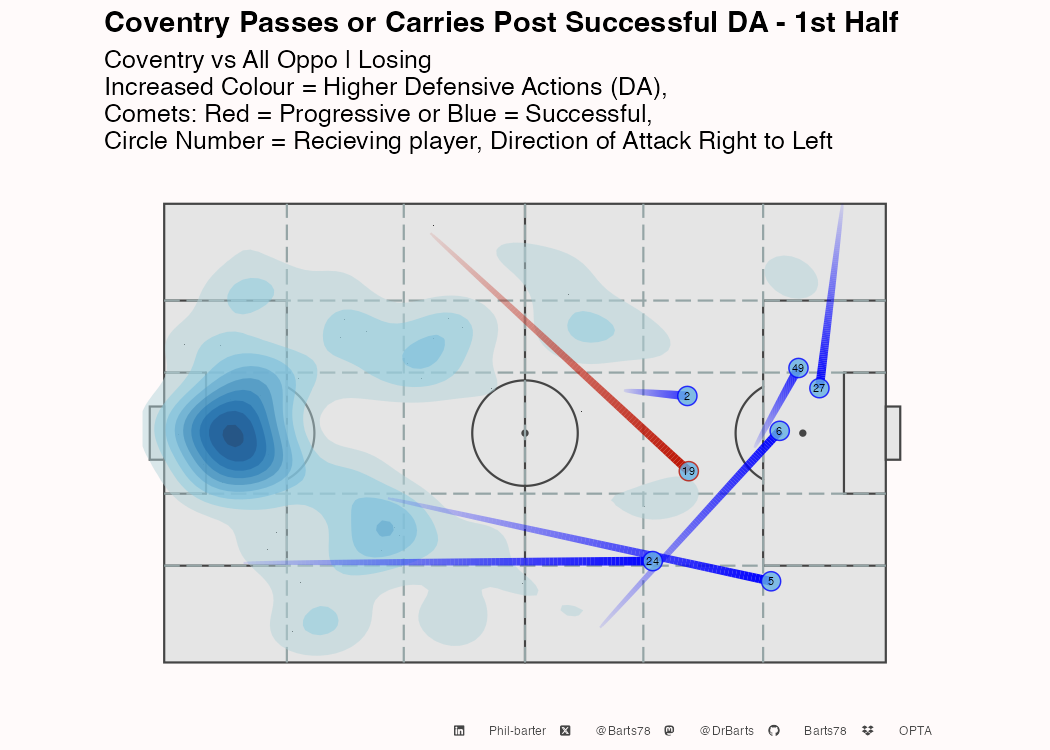 Coventry Passes or Carries Post Successful DA - 1st Half
Coventry vs All Oppo | Losing
Increased Colour = Higher Defensive Actions (DA),
Comets: Red = Progressive or Blue = Successful,
Circle Number = Recieving player, Direction of Attack Right to Left
49
27
2
6
19
24
5
Phil-barter @Barts78 @DrBarts Barts78 OPTA